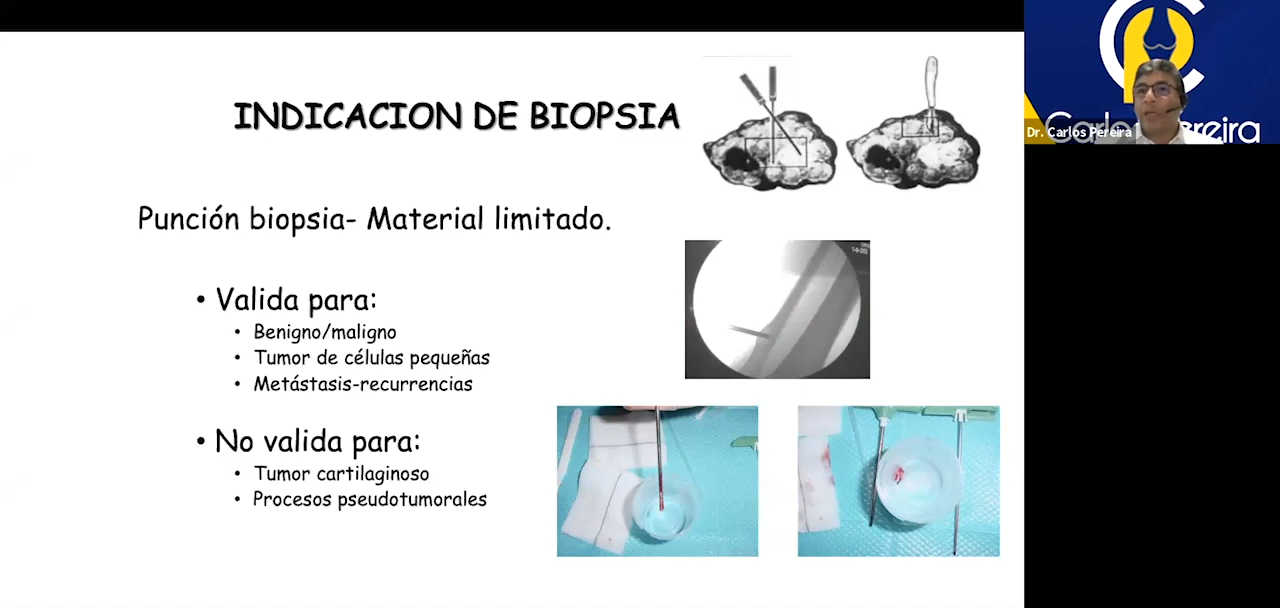 INDICACION DE BIOPSIA
Punción biopsia- Material limitado.
• Valida para:
• Benigno/maligno
• Tumor de células pequeñas
• Metástasis-recurrencias
• No valida para:
• Tumor cartilaginoso
• Procesos pseudotumorales
Dr. Carlos Pereira